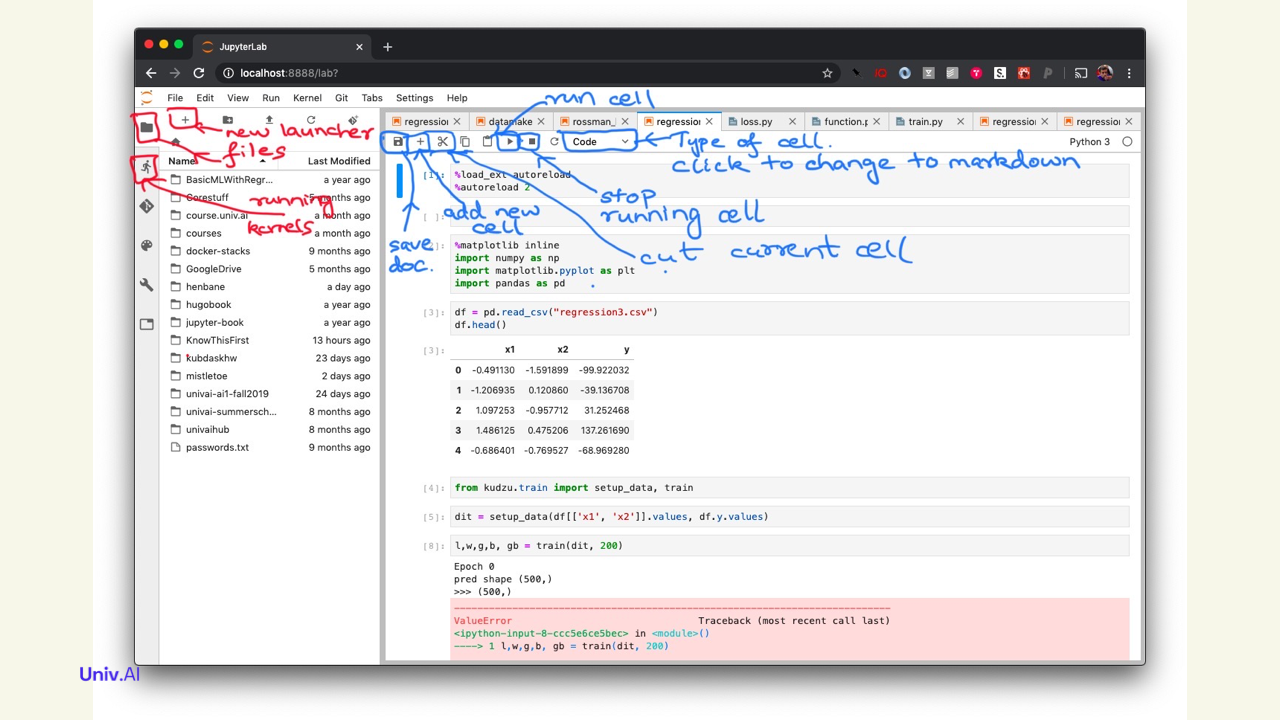 JupyterLab
localhost:8888/lab?
File Edit View Run Kernel Git Tabs Settings Help
run cell
new launcher
files
running
kernels
Name Last Modified
BasicMLWithRegr... a year ago
Corestuff 5 months ago
course.univ.ai a month ago
courses a month ago
docker-stacks 9 months ago
GoogleDrive 5 months ago
henbane a day ago
hugobook a year ago
jupyter-book a year ago
KnowThisFirst 13 hours ago
kubdaskhw 23 days ago
mistletoe 2 days ago
univai-ai1-fall2019 24 days ago
univai-summersch... 8 months ago
univaihub 8 months ago
passwords.txt 9 months ago
regressio datamake rossman_ regressio loss.py function.p train.py regressio regressio
Code
Python 3
Type of cell.
click to change to markdown
stop
running cell
add new
cell
save
doc.
cut current cell
[1]: %load_ext autoreload
%autoreload 2
[ ]:
%matplotlib inline
import numpy as np
import matplotlib.pyplot as plt
import pandas as pd
[3]: df = pd.read_csv("regression3.csv")
df.head()
[3]: x1 x2 y
0 -0.491130 -1.591899 -99.922032
1 -1.206935 0.120860 -39.136708
2 1.097253 -0.957712 31.252468
3 1.486125 0.475206 137.261690
4 -0.686401 -0.769527 -68.969280
[4]: from kudzu.train import setup_data, train
[5]: dit = setup_data(df[['x1', 'x2']].values, df.y.values)
[8]: l,w,g,b, gb = train(dit, 200)
Epoch 0
pred shape (500,)
>>> (500,)
ValueError Traceback (most recent call last)
<ipython-input-8-ccc5e6ce5bec> in <module>()
----> 1 l,w,g,b, gb = train(dit, 200)
Univ.AI